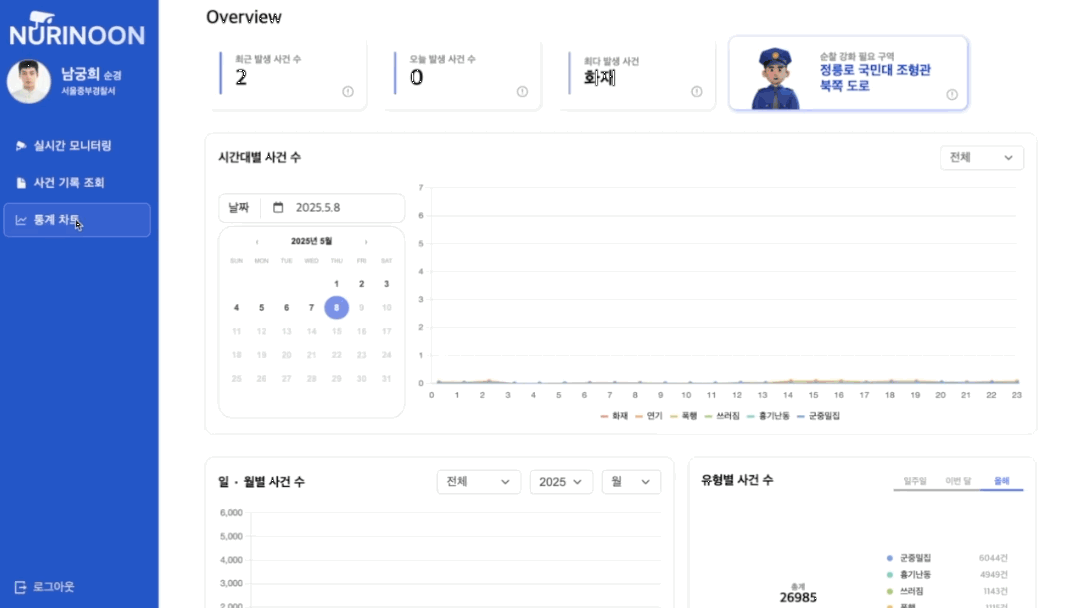 NURINOON
남궁희 순경
서울중부경찰서
실시간 모니터링
사건 기록 조회
통계 차트
로그아웃
Overview
최근 발생 사건 수
2
오늘 발생 사건 수
0
최다 발생 사건
화재
순찰 강화 필요 구역
정릉로 국민대 조형관
북쪽 도로
시간대별 사건 수
전체
날짜
2025.5.8
2025년 5월
SUN MON TUE WED THU FRI SAT
1 2 3
4 5 6 7 8 9 10
11 12 13 14 15 16 17
18 19 20 21 22 23 24
25 26 27 28 29 30 31
7
6
5
4
3
2
1
0
0 1 2 3 4 5 6 7 8 9 10 11 12 13 14 15 16 17 18 19 20 21 22 23
화재 연기 폭행 쓰러짐 흉기난동 군중밀집
일 · 월별 사건 수
전체
2025
월
6,000
5,000
4,000
3,000
2,000
유형별 사건 수
일주일 이번 달 올해
총계
26985
군중밀집 6044건
흉기난동 4949건
쓰러짐 1143건
폭행